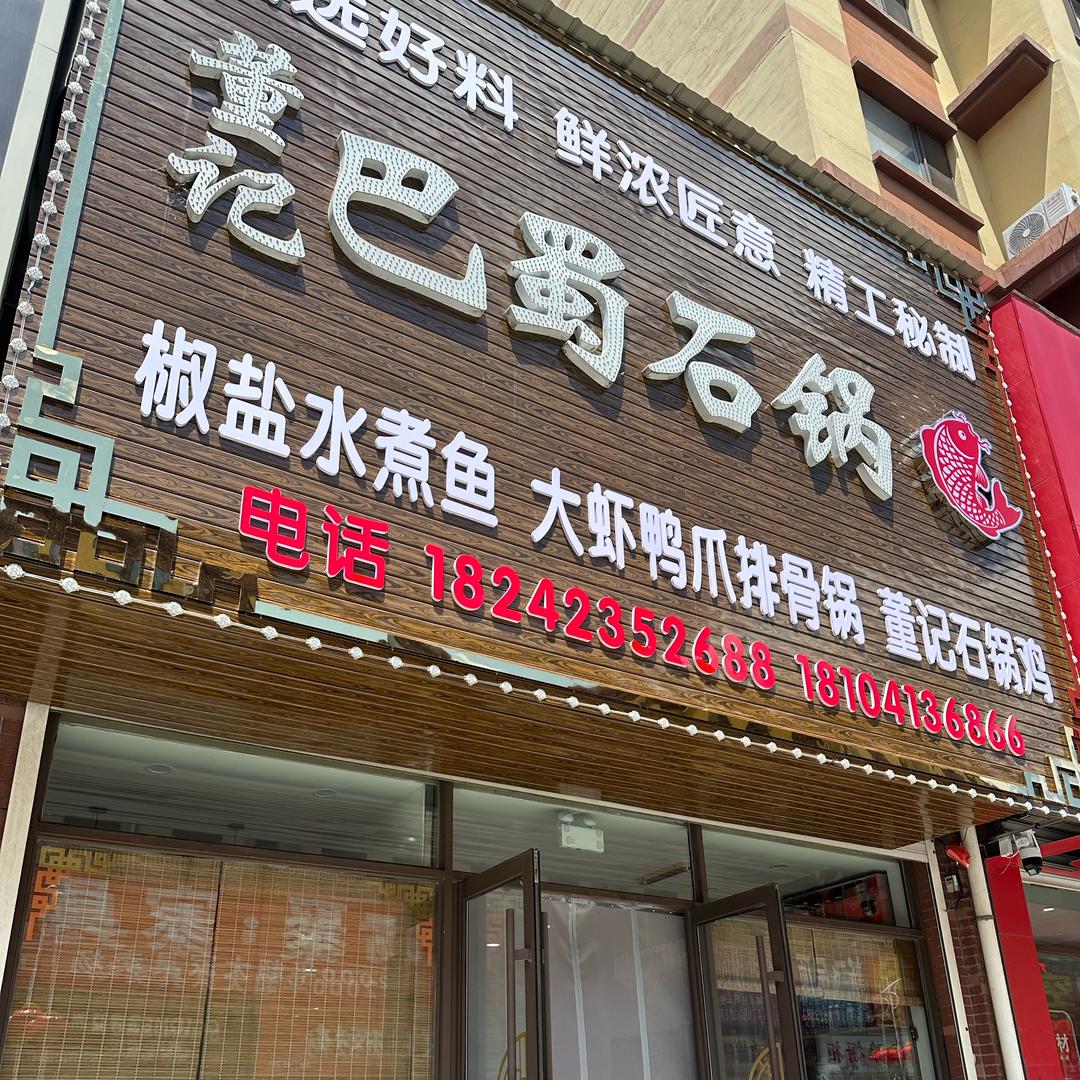 选好料 鲜浓匠意 精工秘制
董记巴蜀石锅
椒盐水煮鱼 大虾鸭爪排骨锅 董记石锅鸡
电话 18242352688 18104136866
材